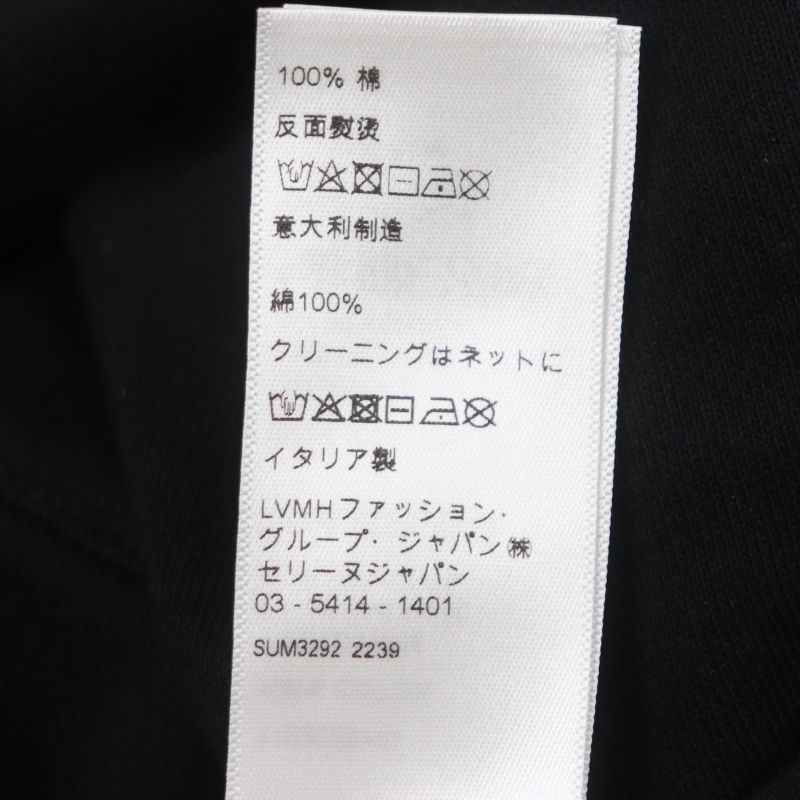 100% 棉
反面熨烫
意大利制造
綿100%
クリーニングはネットに
イタリア製
LVMHファッション・
グループ・ジャパン㈱
セリーヌジャパン
03 - 5414 - 1401
SUM3292 2239